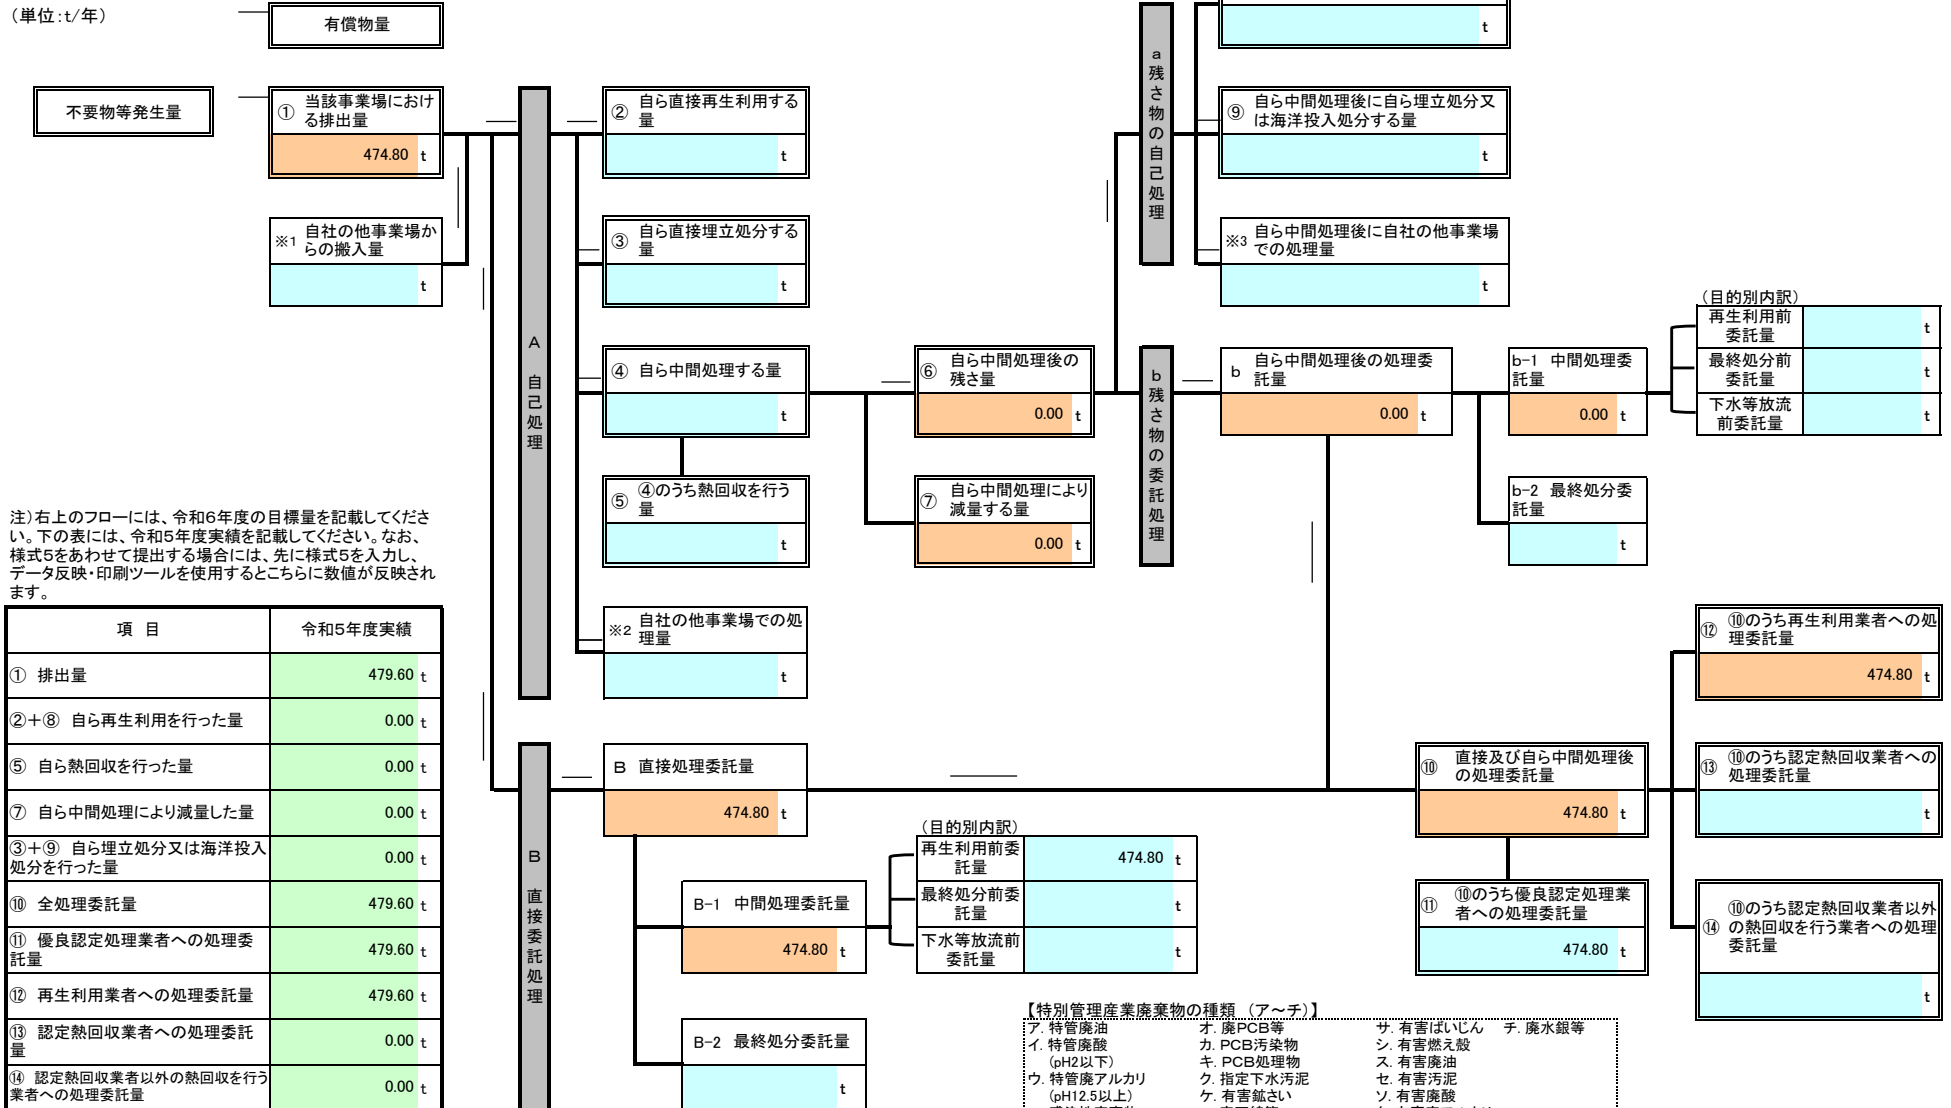 （単位：t/年）
有償物量
t
不要物等発生量
① 当該事業場におけ
る排出量
474.80 t
※1 自社の他事業場か
らの搬入量
t
A 自己処理
② 自ら直接再生利用する
量
t
③ 自ら直接埋立処分する
量
t
④ 自ら中間処理する量
t
⑤ ④のうち熱回収を行う
量
t
※2 自社の他事業場での処
理量
t
⑥ 自ら中間処理後の
残さ量
0.00 t
⑦ 自ら中間処理により
減量する量
0.00 t
a 残さ物の自己処理
⑨ 自ら中間処理後に自ら埋立処分又
は海洋投入処分する量
t
※3 自ら中間処理後に自社の他事業場
での処理量
t
b 残さ物の委託処理
b 自ら中間処理後の処理委
託量
0.00 t
b-1 中間処理委
託量
0.00 t
（目的別内訳）
再生利用前
委託量
t
最終処分前
委託量
t
下水等放流
前委託量
t
b-2 最終処分委
託量
t
注）右上のフローには、令和６年度の目標量を記載してくださ
い。下の表には、令和５年度実績を記載してください。なお、
様式５をあわせて提出する場合には、先に様式５を入力し、
データ反映・印刷ツールを使用するとこちらに数値が反映され
ます。
項 目 令和５年度実績
① 排出量 479.60 t
②＋⑧ 自ら再生利用を行った量 0.00 t
⑤ 自ら熱回収を行った量 0.00 t
⑦ 自ら中間処理により減量した量 0.00 t
③＋⑨ 自ら埋立処分又は海洋投入
処分を行った量 0.00 t
⑩ 全処理委託量 479.60 t
⑪ 優良認定処理業者への処理委
託量 479.60 t
⑫ 再生利用業者への処理委託量 479.60 t
⑬ 認定熱回収業者への処理委託
量 0.00 t
⑭ 認定熱回収業者以外の熱回収を行う
業者への処理委託量 0.00 t
B 直接委託処理
B 直接処理委託量
474.80 t
B-1 中間処理委託量
474.80 t
（目的別内訳）
再生利用前委
託量
474.80 t
最終処分前委
託量
t
下水等放流前
委託量
t
B-2 最終処分委託量
t
⑩ 直接及び自ら中間処理後
の処理委託量
474.80 t
⑪ ⑩のうち優良認定処理業
者への処理委託量
474.80 t
⑫ ⑩のうち再生利用業者への処
理委託量
474.80 t
⑬ ⑩のうち認定熱回収業者への
処理委託量
t
⑭ ⑩のうち認定熱回収業者以外
の熱回収を行う業者への処理
委託量
t
【特別管理産業廃棄物の種類 （ア～チ）】
ア. 特管廃油 オ. 廃PCB等 サ. 有害ばいじん チ. 廃水銀等
イ. 特管廃酸 カ. PCB汚染物 シ. 有害燃え殻
(pH2以下) キ. PCB処理物 ス. 有害廃油
ウ. 特管廃アルカリ ク. 指定下水汚泥 セ. 有害汚泥
(pH12.5以上) ケ. 有害鉱さい ソ. 有害廃酸